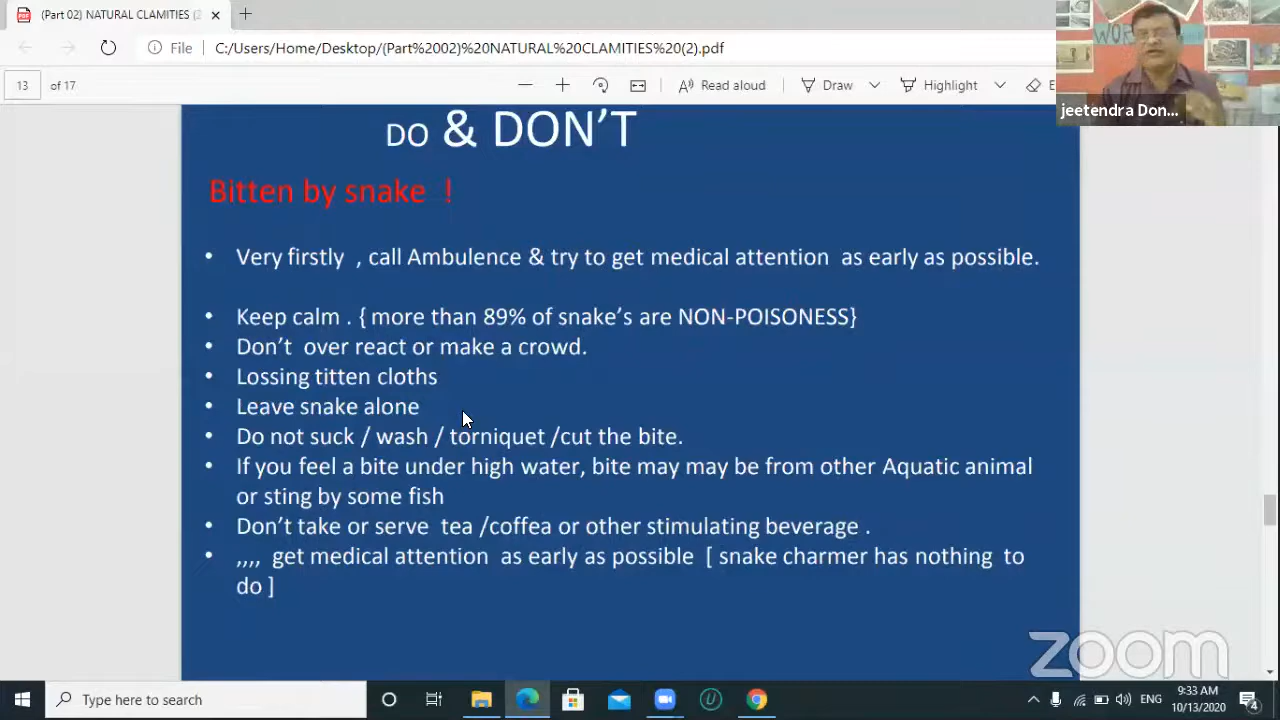 (Part 02) NATURAL CLAMITIES (2
File C:/Users/Home/Desktop/(Part%2002)%20NATURAL%20CLAMITIES%20(2).pdf
13 of 17 Read aloud Draw Highlight E
jeetendra Don...
DO & DON'T
Bitten by snake !
• Very firstly , call Ambulence & try to get medical attention as early as possible.
• Keep calm . { more than 89% of snake's are NON-POISONESS}
• Don't over react or make a crowd.
• Lossing titten cloths
• Leave snake alone
• Do not suck / wash / torniquet /cut the bite.
• If you feel a bite under high water, bite may may be from other Aquatic animal
or sting by some fish
• Don't take or serve tea /coffea or other stimulating beverage .
• ,,,, get medical attention as early as possible [ snake charmer has nothing to
do ]
zoom
Type here to search
ENG
9:33 AM
10/13/2020
4